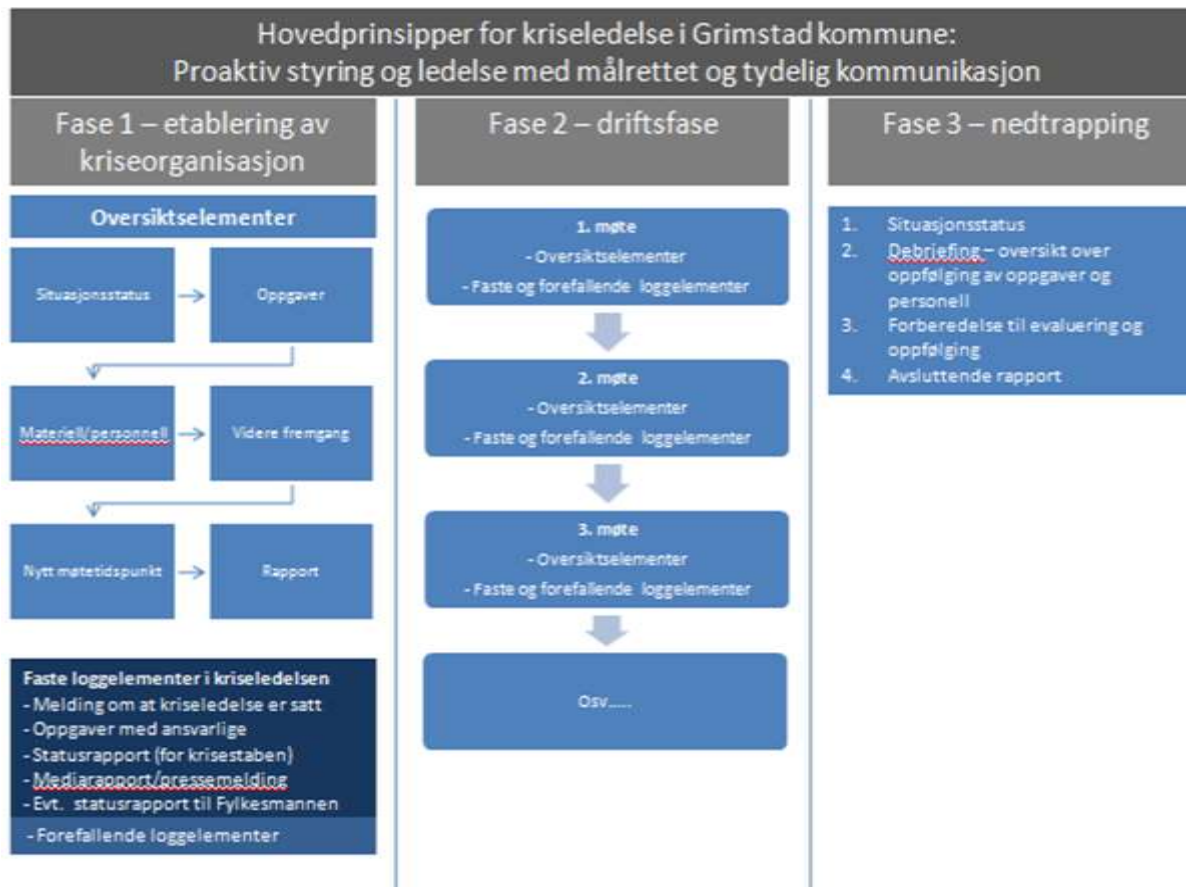 Hovedprinsipper for kriseledelse i Grimstad kommune:
Proaktiv styring og ledelse med målrettet og tydelig kommunikasjon
Fase 1 – etablering av
kriseorganisasjon
Oversiktselementer
Situasjonsstatus
Oppgaver
Materiell/personnell
Videre fremgang
Nytt møtetidspunkt
Rapport
Faste loggelementer i kriseledelsen
- Melding om at kriseledelse er satt
- Oppgaver med ansvarlige
- Statusrapport (for krisestaben)
- Mediarapport/pressemelding
- Evt. statusrapport til Fylkesmannen
- Forefallende loggelementer
Fase 2 – driftsfase
1. møte
- Oversiktselementer
- Faste og forefallende loggelementer
2. møte
- Oversiktselementer
- Faste og forefallende loggelementer
3. møte
- Oversiktselementer
- Faste og forefallende loggelementer
Osv.....
Fase 3 – nedtrapping
1. Situasjonsstatus
2. Debriefing – oversikt over
oppfølging av oppgaver og
personell
3. Forberedelse til evaluering og
oppfølging
4. Avsluttende rapport